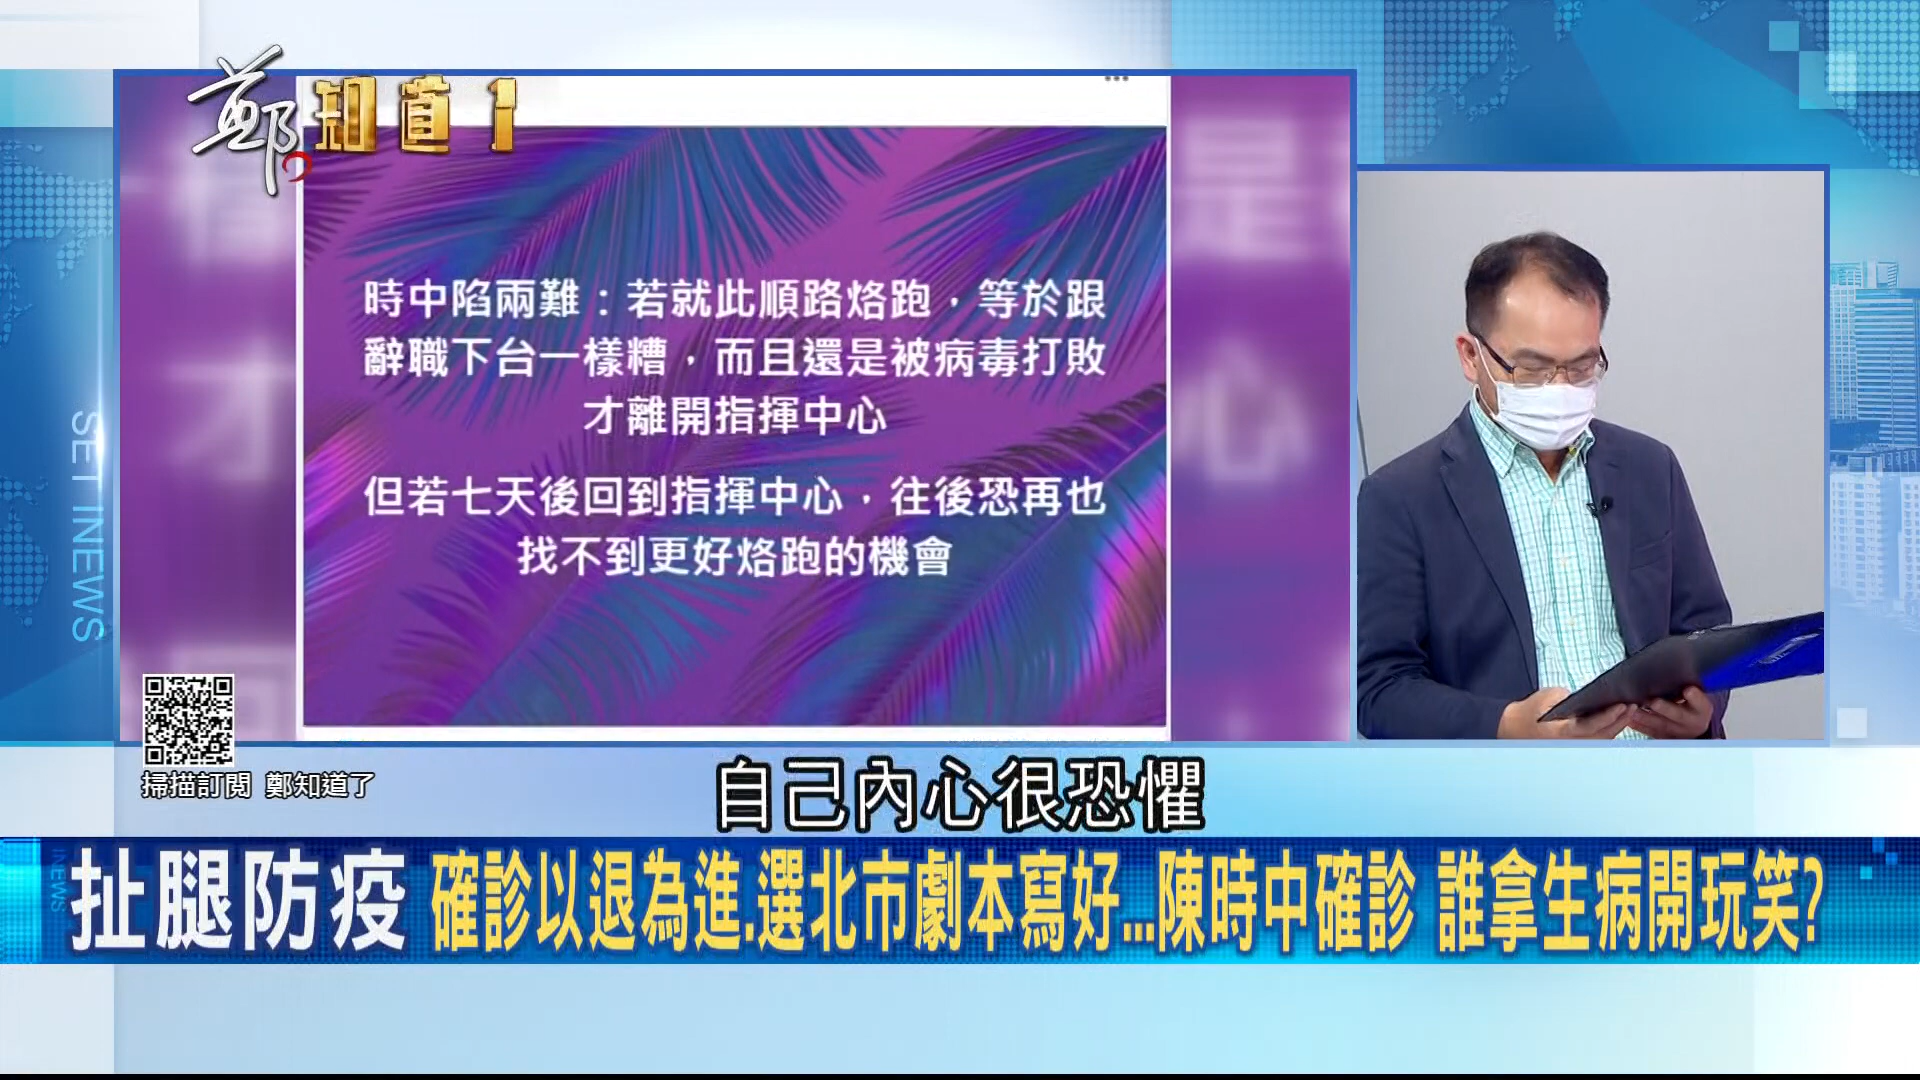 鄭知道了
時中陷兩難：若就此順路烙跑，等於跟
辭職下台一樣糟，而且還是被病毒打敗
才離開指揮中心
但若七天後回到指揮中心，往後恐再也
找不到更好烙跑的機會
是
心
才
SET iNEWS
掃描訂閱 鄭知道了
自己內心很恐懼
iNEWS
扯腿防疫 確診以退為進.選北市劇本寫好...陳時中確診 誰拿生病開玩笑?